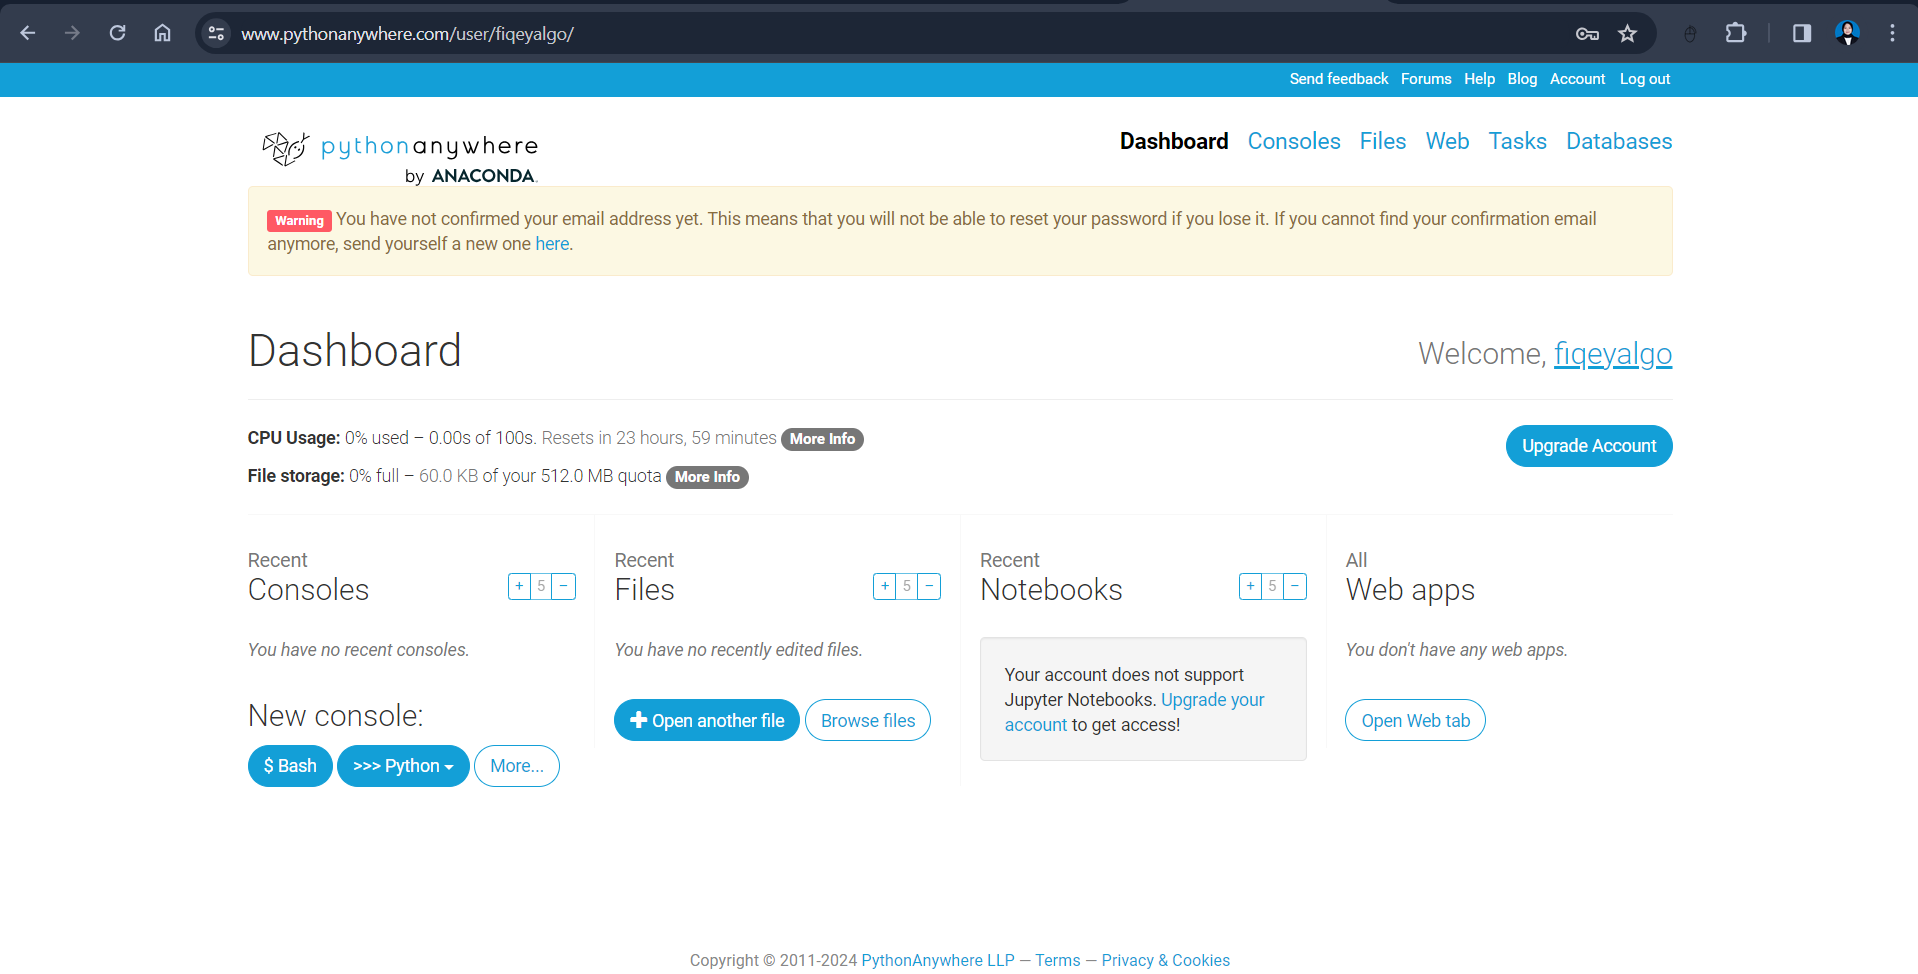 www.pythonanywhere.com/user/fiqeyalgo/
Send feedback Forums Help Blog Account Log out
pythonanywhere
by ANACONDA.
Dashboard Consoles Files Web Tasks Databases
Warning You have not confirmed your email address yet. This means that you will not be able to reset your password if you lose it. If you cannot find your confirmation email
anymore, send yourself a new one here.
Dashboard
Welcome, fiqeyalgo
CPU Usage: 0% used – 0.00s of 100s. Resets in 23 hours, 59 minutes More Info
Upgrade Account
File storage: 0% full – 60.0 KB of your 512.0 MB quota More Info
Recent
Consoles
+ 5 −
You have no recent consoles.
New console:
$ Bash >>> Python More...
Recent
Files
+ 5 −
You have no recently edited files.
+ Open another file Browse files
Recent
Notebooks
+ 5 −
Your account does not support
Jupyter Notebooks. Upgrade your
account to get access!
All
Web apps
You don't have any web apps.
Open Web tab
Copyright © 2011-2024 PythonAnywhere LLP — Terms — Privacy & Cookies